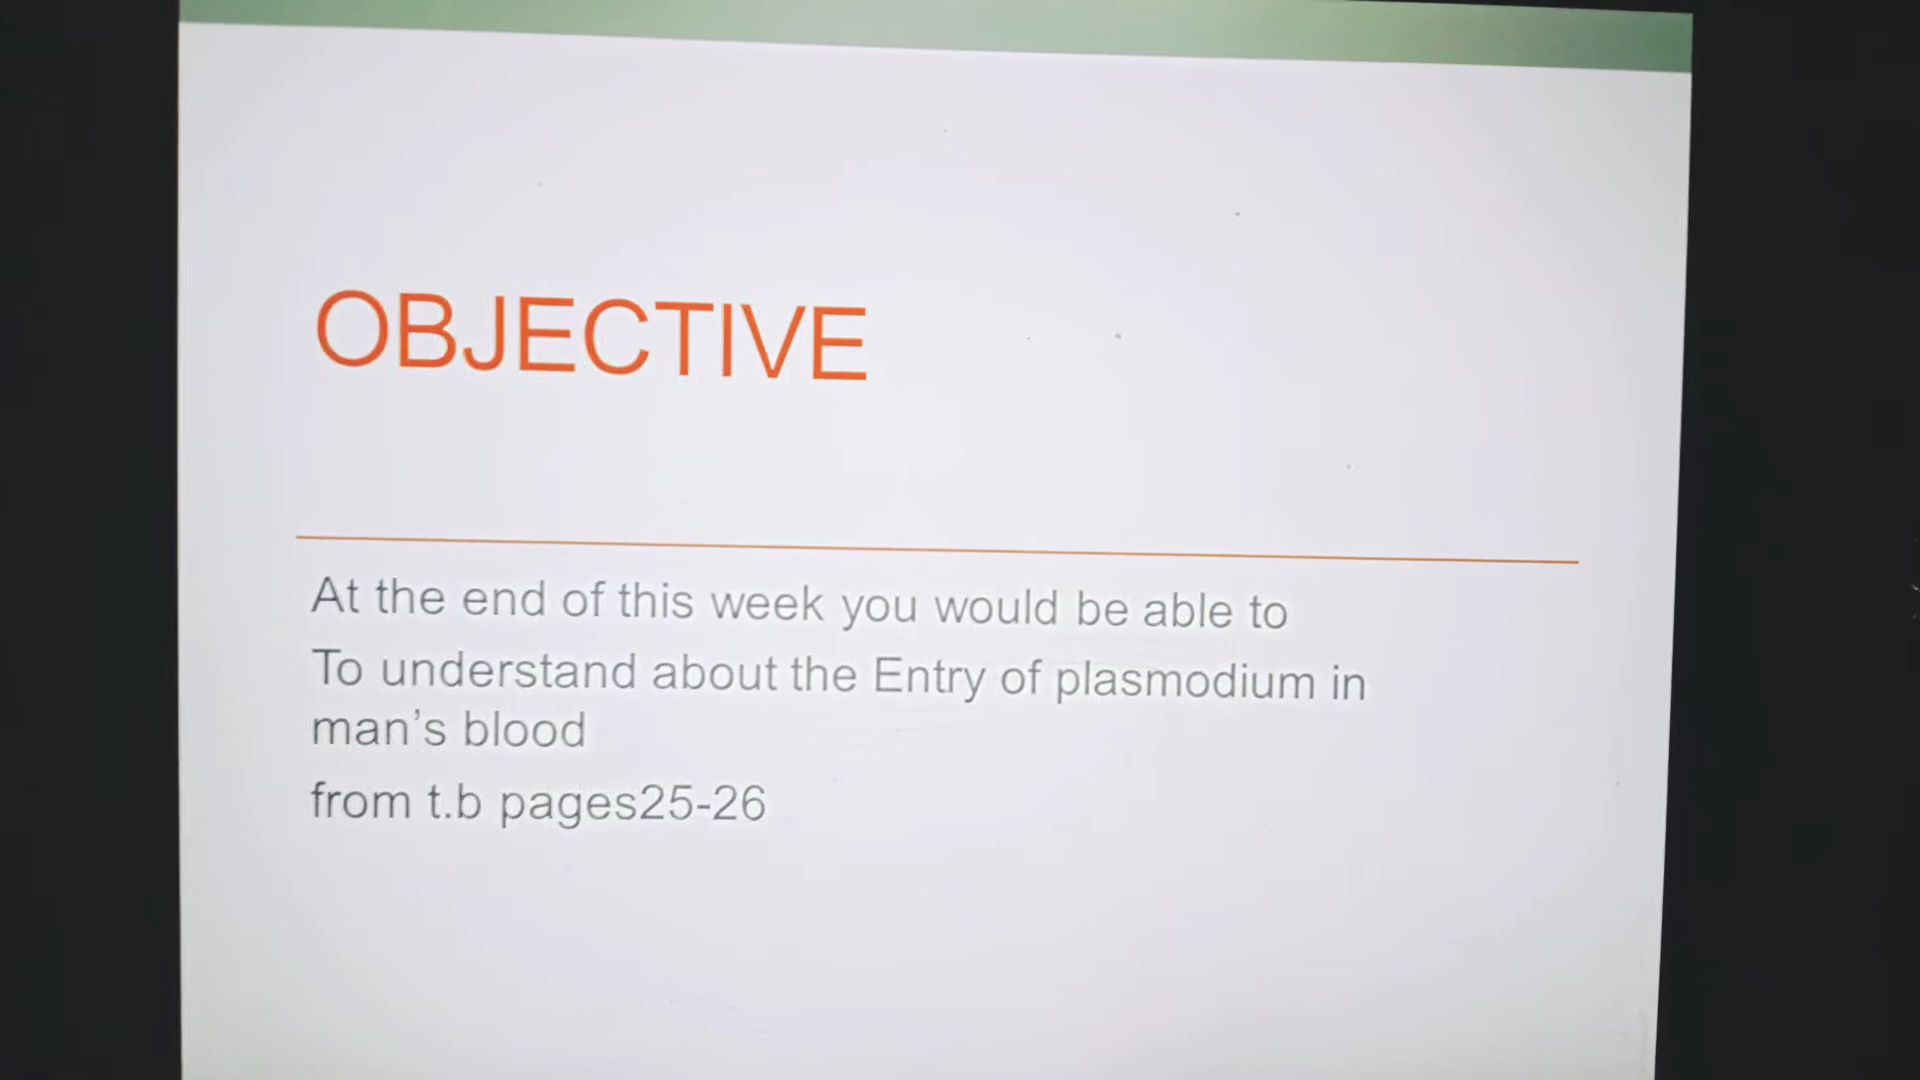 OBJECTIVE
At the end of this week you would be able to
To understand about the Entry of plasmodium in
man's blood
from t.b pages25-26